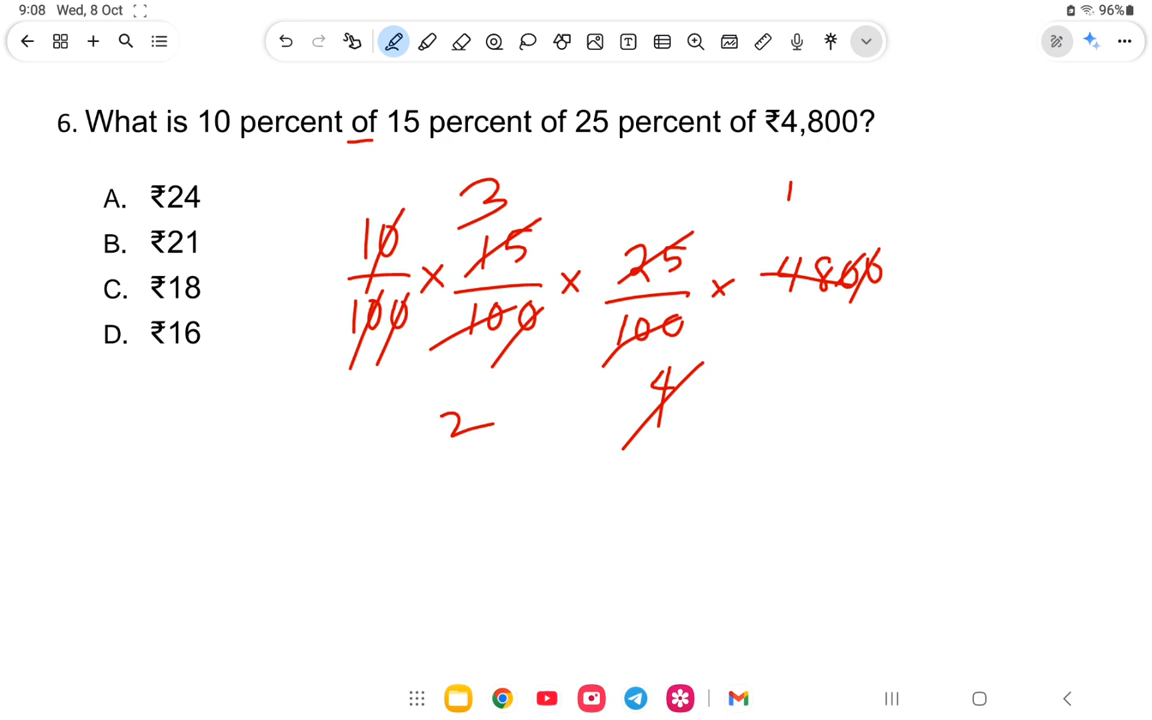 9:08 Wed, 8 Oct
96%
6. What is 10 percent of 15 percent of 25 percent of ₹4,800?
A. ₹24
B. ₹21
C. ₹18
D. ₹16
3 1
10/100 × 15/100 × 25/100 × 4800
2 4